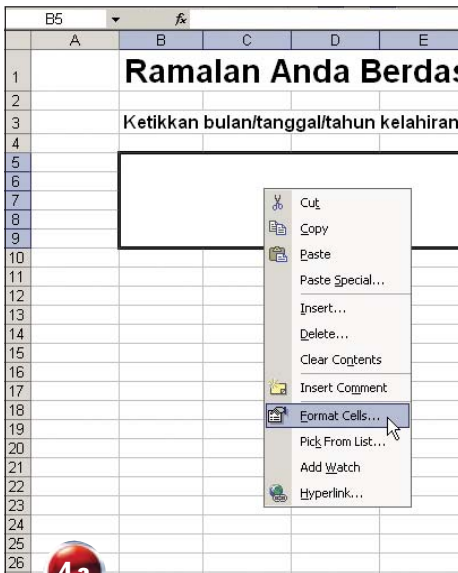 B5 fx
A B C D E
1 Ramalan Anda Berdas
2
3 Ketikkan bulan/tanggal/tahun kelahiran
4
5
6
7 Cut
8 Copy
9
10 Paste
11 Paste Special...
12
13 Insert...
14 Delete...
15 Clear Contents
16
17 Insert Comment
18 Format Cells...
19
20 Pick From List...
21 Add Watch
22 Hyperlink...
23
24
25
26 4a